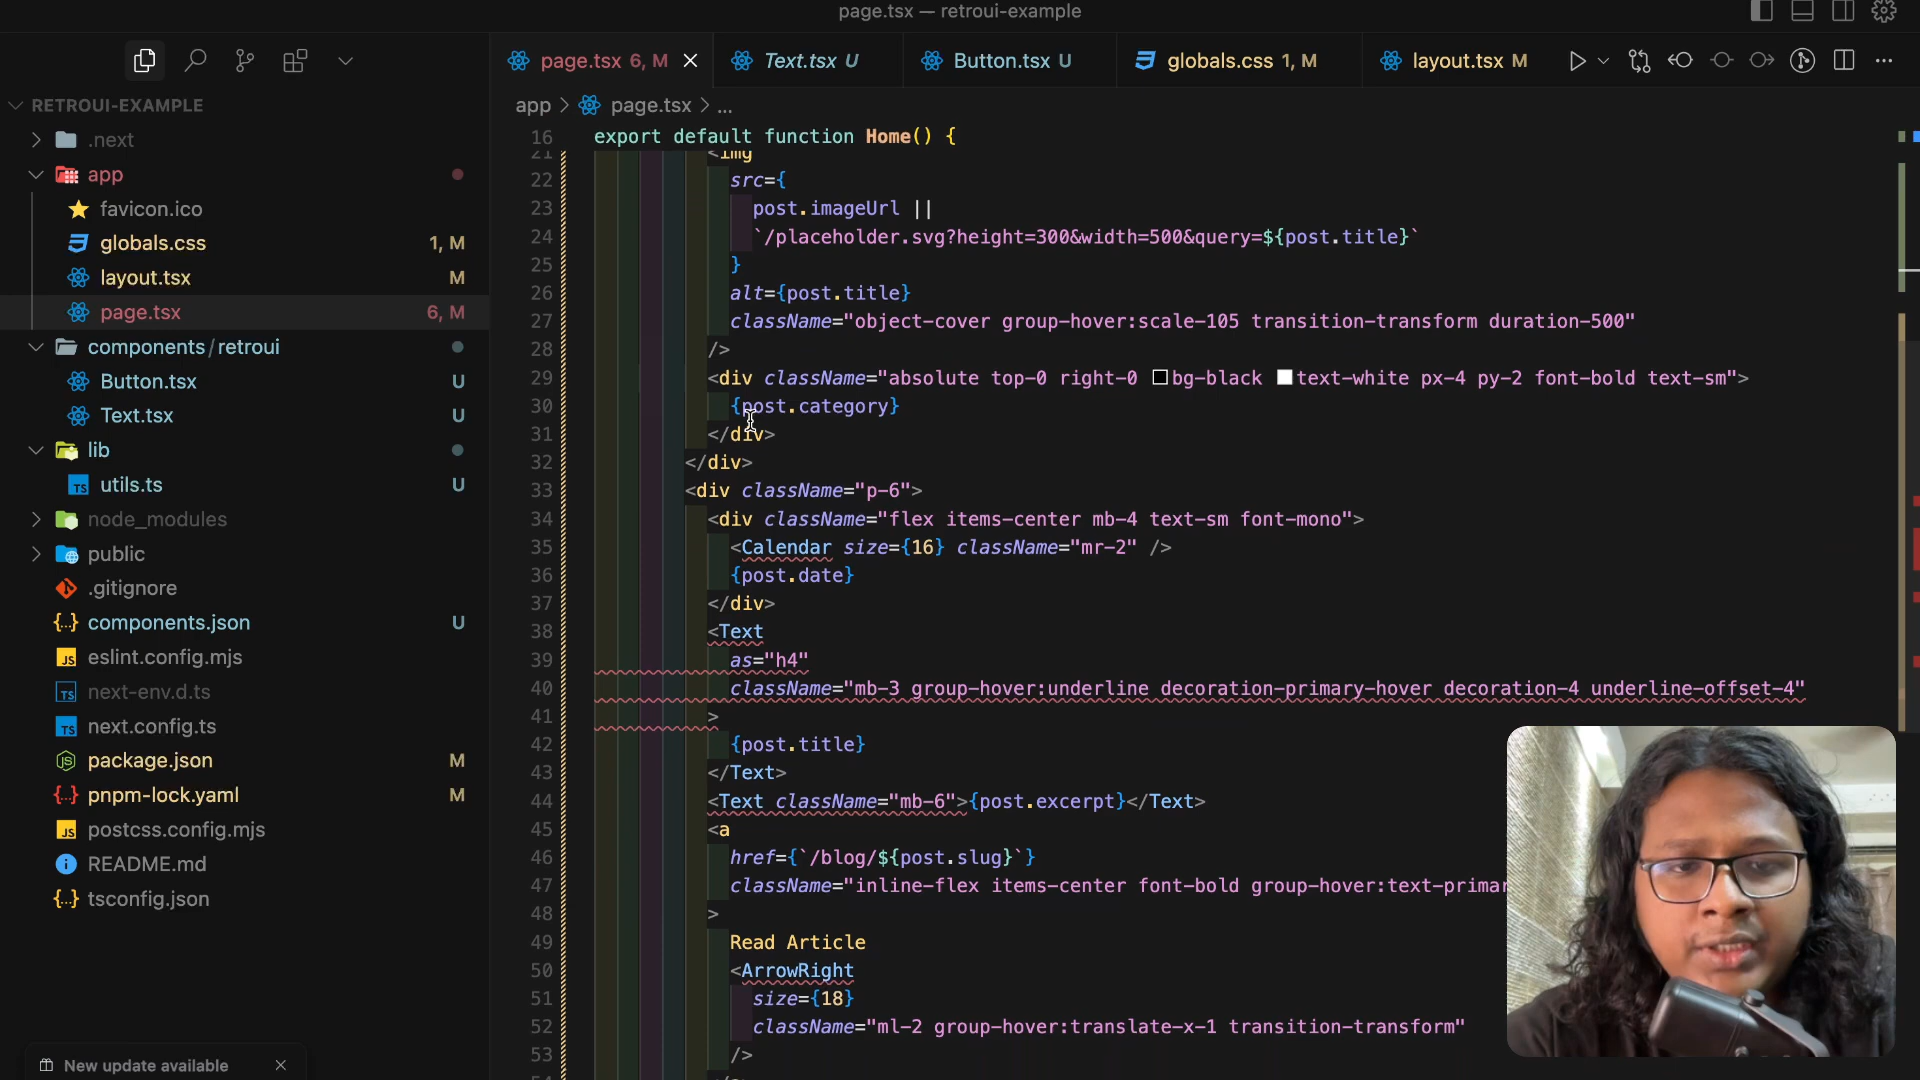 page.tsx — retroui-example
page.tsx 6, M
Text.tsx U
Button.tsx U
globals.css 1, M
layout.tsx M
RETROUI-EXAMPLE
app > page.tsx > ...
.next
app
favicon.ico
globals.css 1, M
layout.tsx M
page.tsx 6, M
components/retroui
Button.tsx U
Text.tsx U
lib
utils.ts U
node_modules
public
.gitignore
components.json U
eslint.config.mjs
next-env.d.ts
next.config.ts
package.json M
pnpm-lock.yaml M
postcss.config.mjs
README.md
tsconfig.json
New update available
16 export default function Home() {
21 <img
22 src={
23 post.imageUrl ||
24 `/placeholder.svg?height=300&width=500&query=${post.title}`
25 }
26 alt={post.title}
27 className="object-cover group-hover:scale-105 transition-transform duration-500"
28 />
29 <div className="absolute top-0 right-0 bg-black text-white px-4 py-2 font-bold text-sm">
30 {post.category}
31 </div>
32 </div>
33 <div className="p-6">
34 <div className="flex items-center mb-4 text-sm font-mono">
35 <Calendar size={16} className="mr-2" />
36 {post.date}
37 </div>
38 <Text
39 as="h4"
40 className="mb-3 group-hover:underline decoration-primary-hover decoration-4 underline-offset-4"
41 >
42 {post.title}
43 </Text>
44 <Text className="mb-6">{post.excerpt}</Text>
45 <a
46 href={`/blog/${post.slug}`}
47 className="inline-flex items-center font-bold group-hover:text-primar
48 >
49 Read Article
50 <ArrowRight
51 size={18}
52 className="ml-2 group-hover:translate-x-1 transition-transform"
53 />